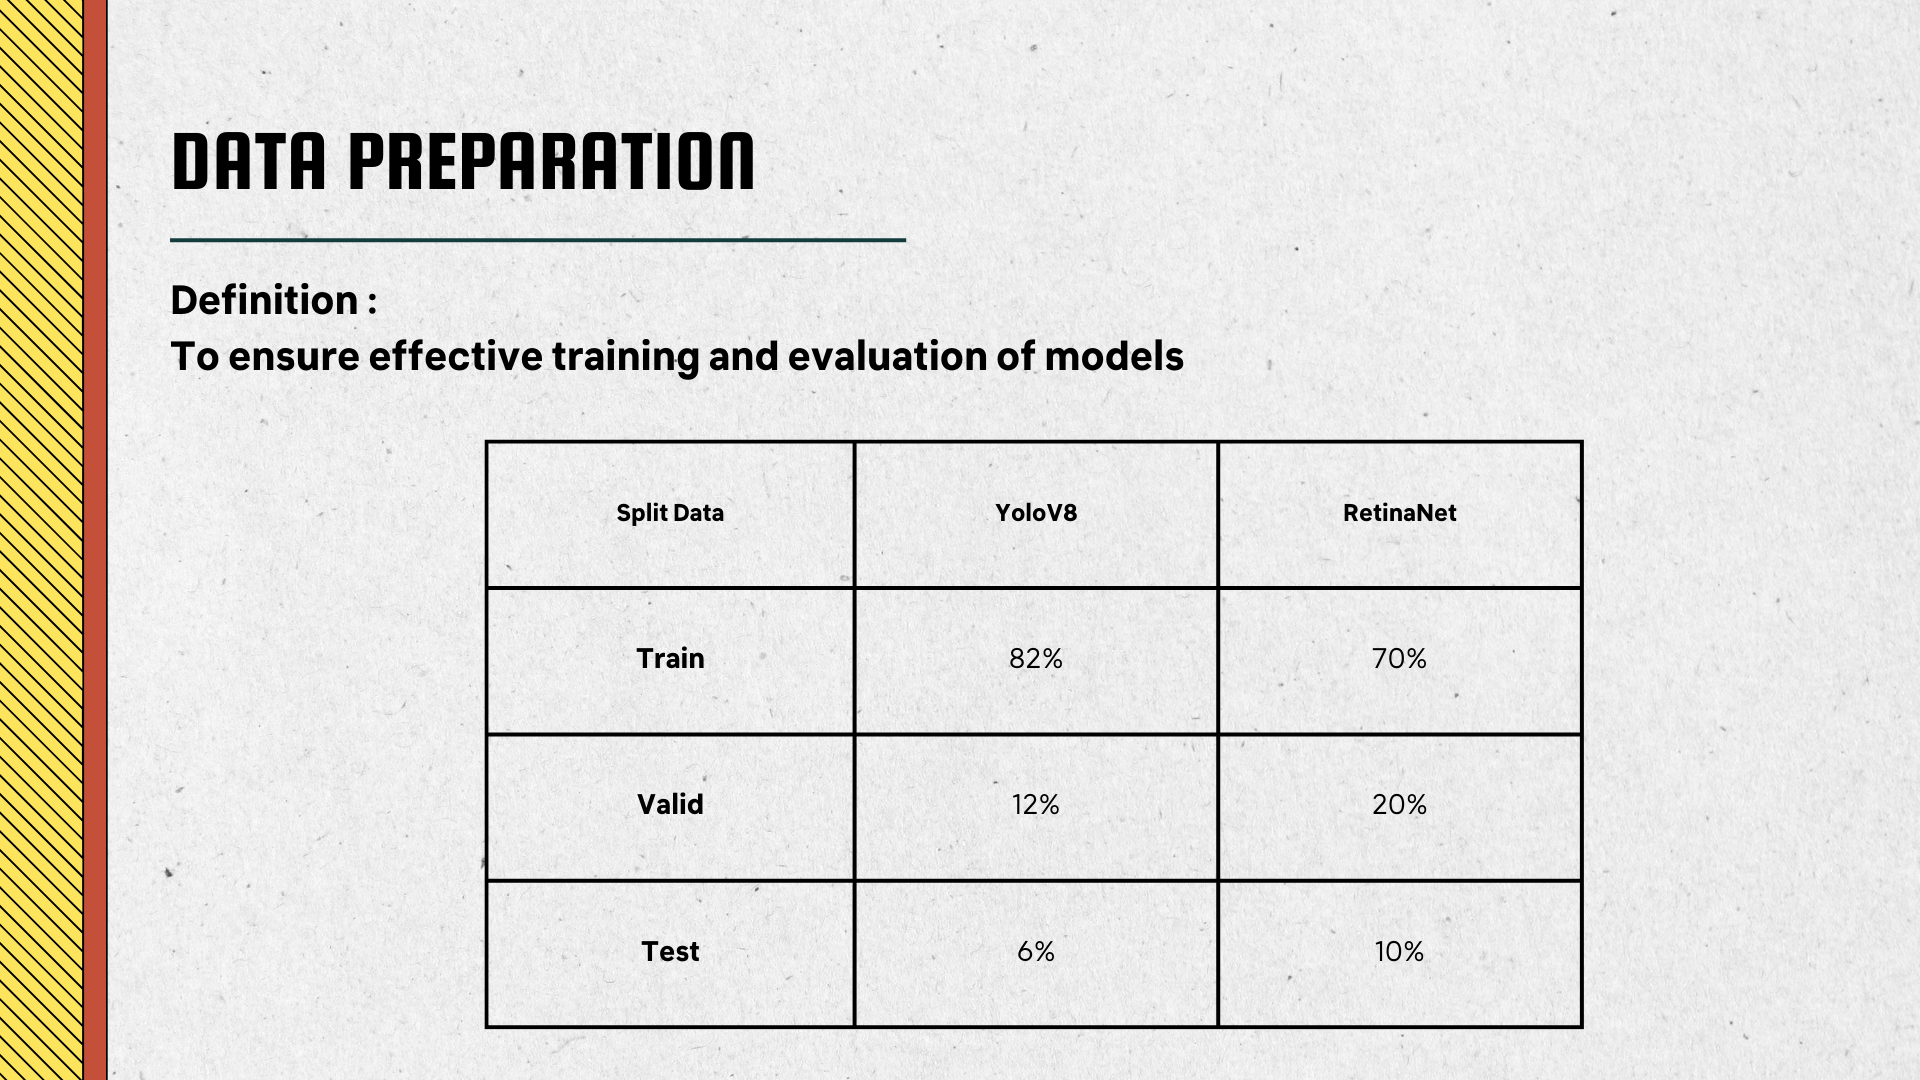 DATA PREPARATION
Definition :
To ensure effective training and evaluation of models
Split Data YoloV8 RetinaNet
Train 82% 70%
Valid 12% 20%
Test 6% 10%